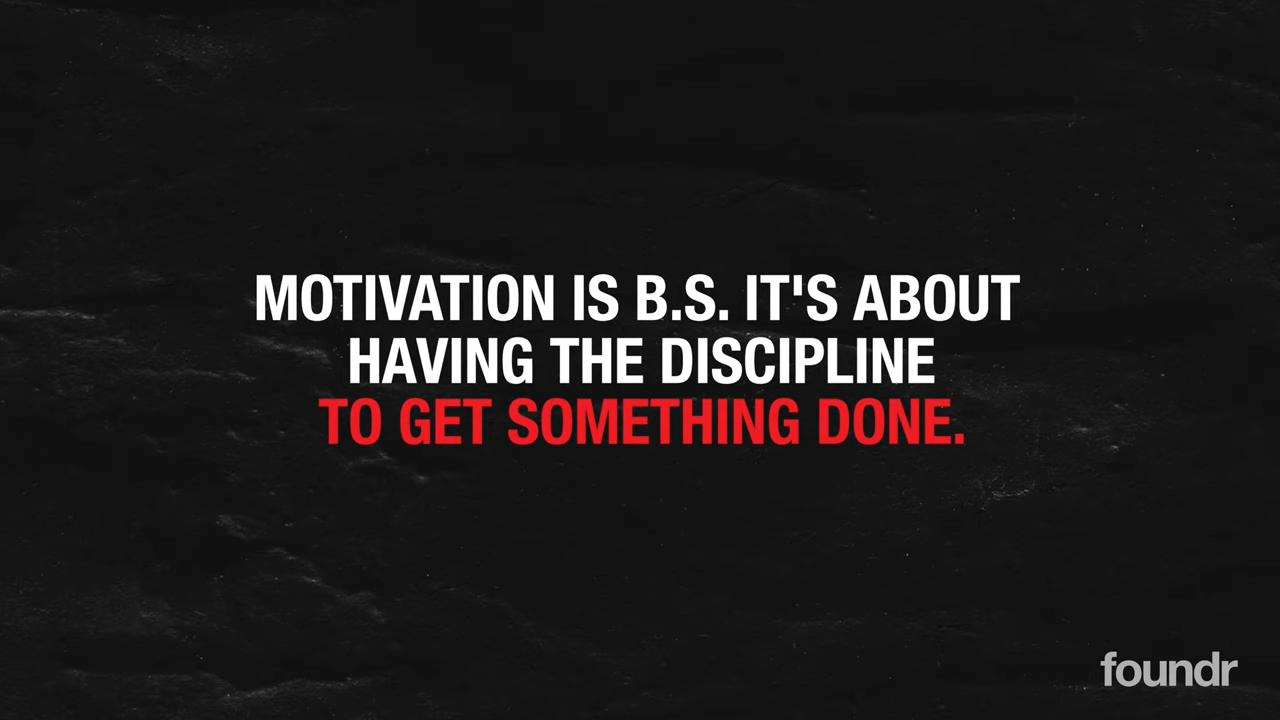 MOTIVATION IS B.S. IT'S ABOUT
HAVING THE DISCIPLINE
TO GET SOMETHING DONE.
foundr